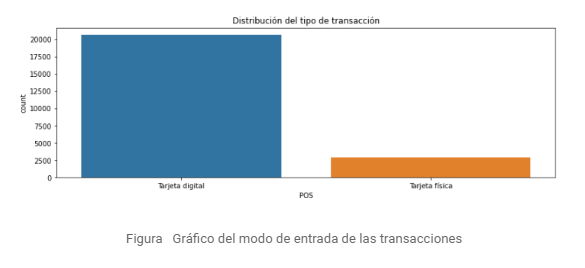 Distribución del tipo de transacción
20000
17500
15000
12500
10000
7500
5000
2500
0
count
Tarjeta digital Tarjeta física
POS
Figura Gráfico del modo de entrada de las transacciones